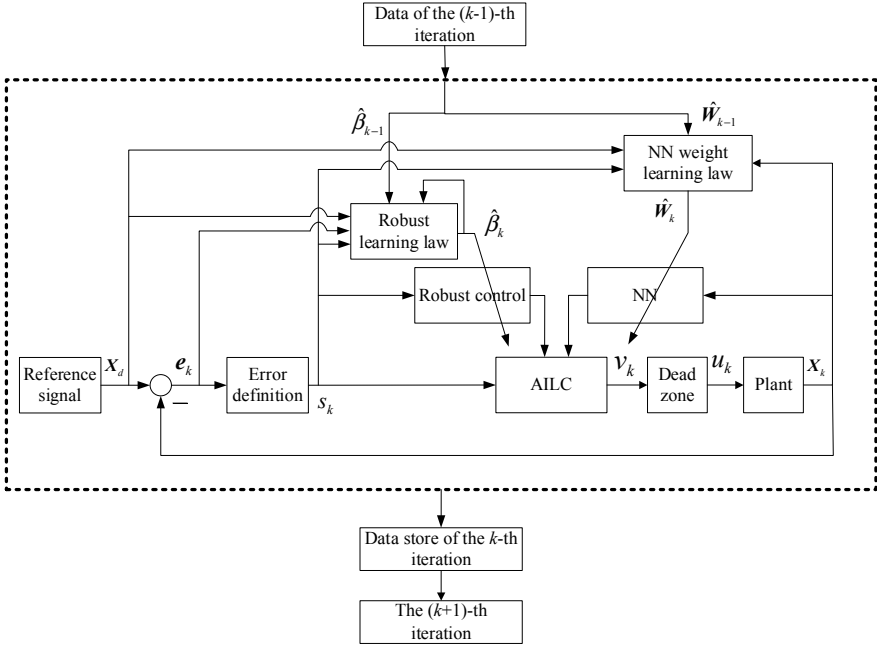 Data of the (k-1)-th
iteration
β̂ₖ₋₁
Ŵₖ₋₁
NN weight
learning law
Ŵₖ
Robust
learning law
β̂ₖ
Robust control
NN
Reference
signal
X_d
eₖ
−
Error
definition
sₖ
AILC
vₖ
Dead
zone
uₖ
Plant
Xₖ
Data store of the k-th
iteration
The (k+1)-th
iteration